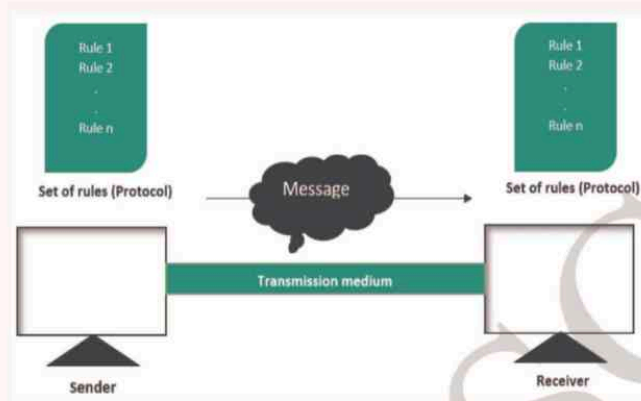 Rule 1
Rule 2
.
.
Rule n
Set of rules (Protocol)
Rule 1
Rule 2
.
.
Rule n
Set of rules (Protocol)
Message
Transmission medium
Sender
Receiver